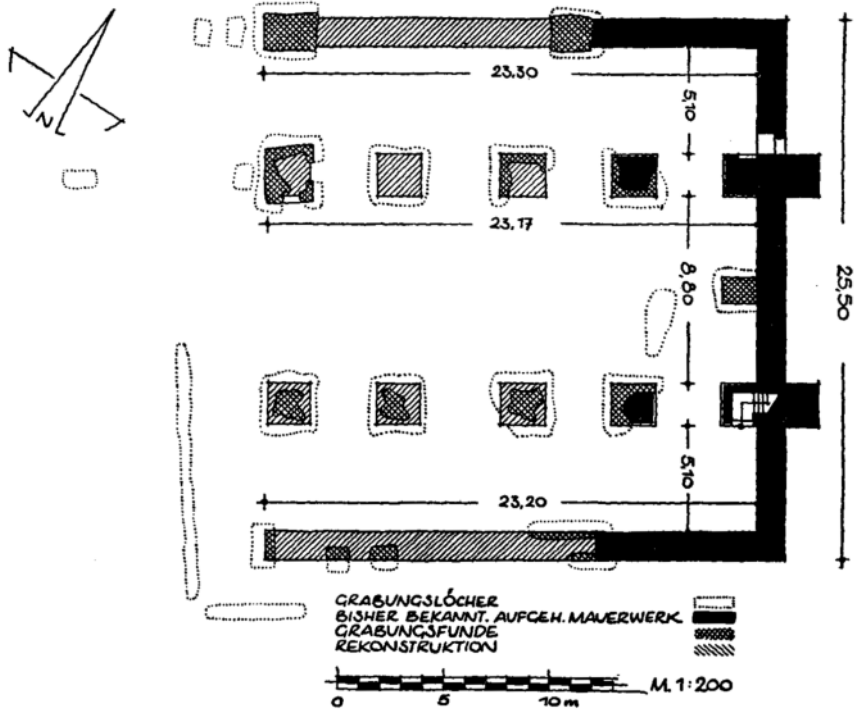 N
23,30
5,10
23,17
8,80
25,50
5,10
23,20
GRABUNGSLÖCHER
BISHER BEKANNT. AUFGEH. MAUERWERK
GRABUNGSFUNDE
REKONSTRUKTION
M. 1:200
0 5 10 m